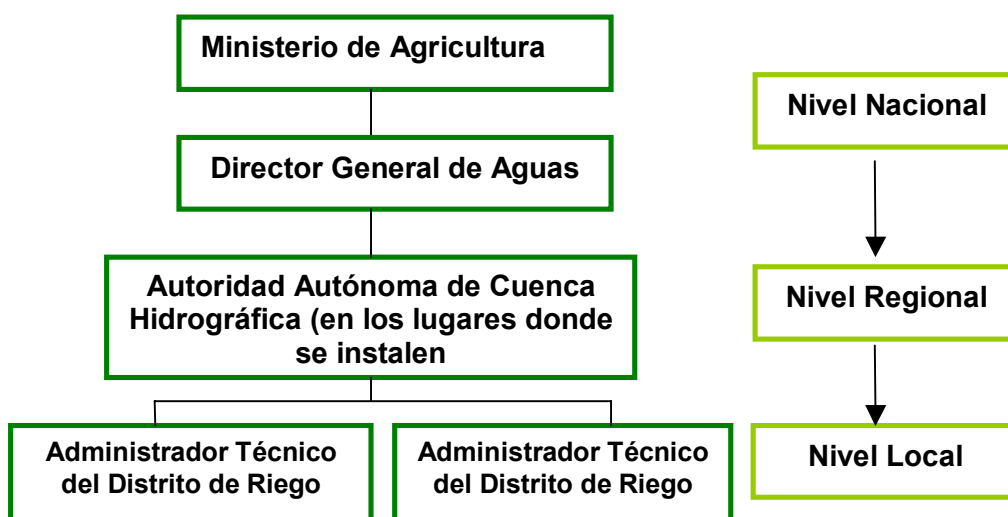 Ministerio de Agricultura
Director General de Aguas
Autoridad Autónoma de Cuenca
Hidrográfica (en los lugares donde
se instalen
Administrador Técnico
del Distrito de Riego
Administrador Técnico
del Distrito de Riego
Nivel Nacional
Nivel Regional
Nivel Local